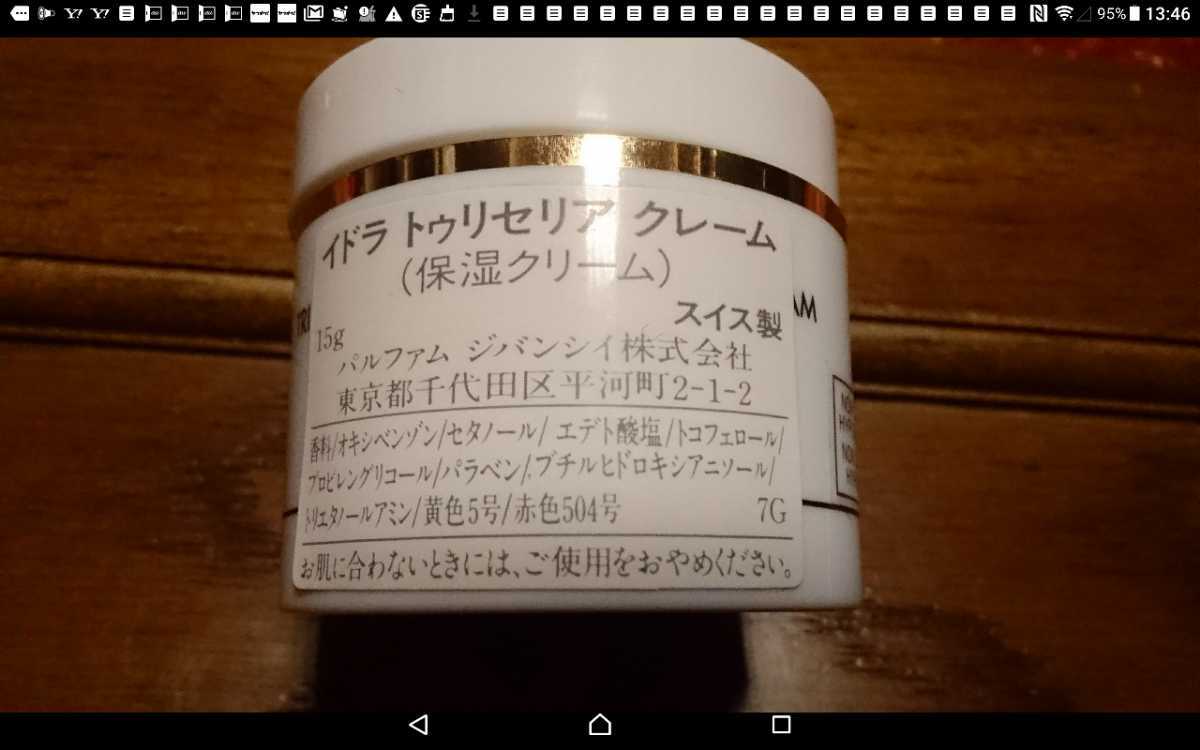 95% 13:46
イドラ トゥリセリア クレーム
(保湿クリーム)
スイス製
15g
パルファム ジバンシイ株式会社
東京都千代田区平河町2-1-2
香料/オキシベンゾン/セタノール/ エデト酸塩/トコフェロール/
プロピレングリコール/パラベン/ブチルヒドロキシアニソール/
トリエタノールアミン/黄色5号/赤色504号 7G
お肌に合わないときには、ご使用をおやめください。